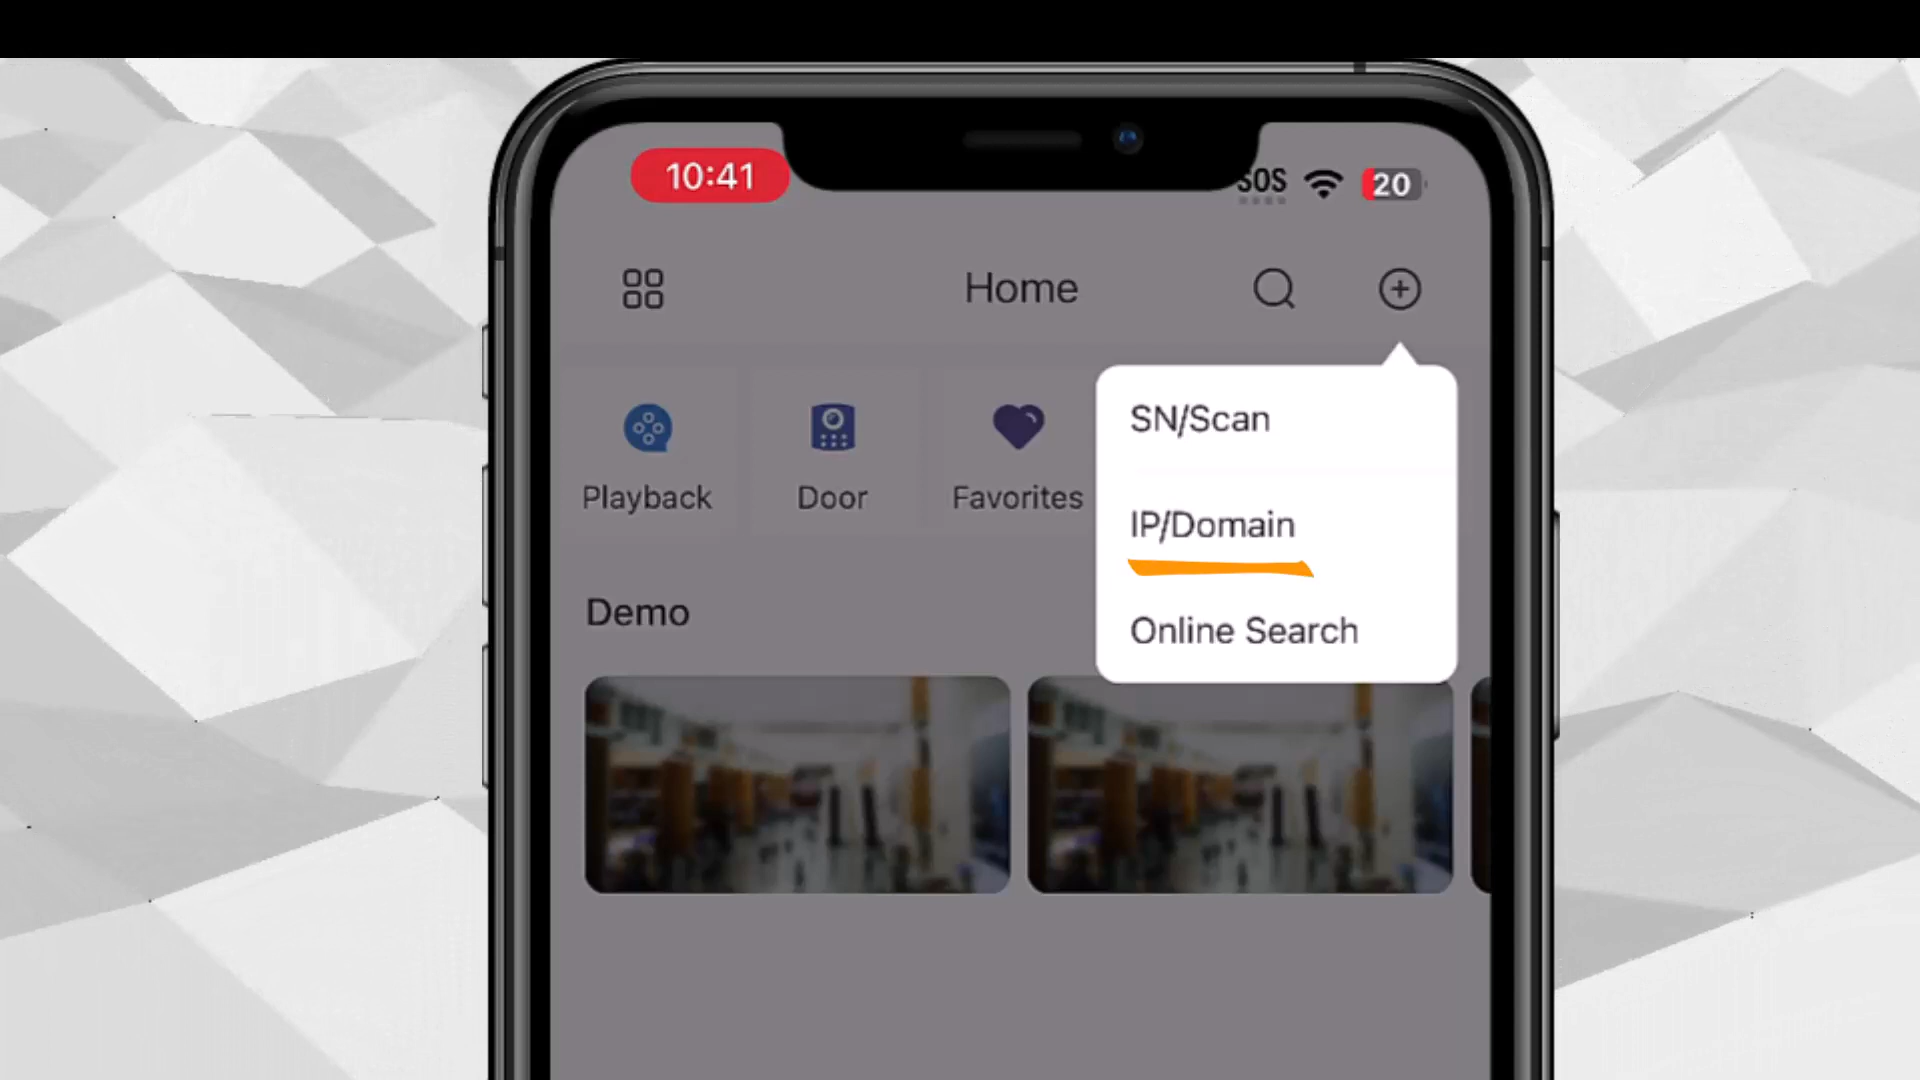 10:41
SOS
20
Home
SN/Scan
Playback
Door
Favorites
IP/Domain
Demo
Online Search